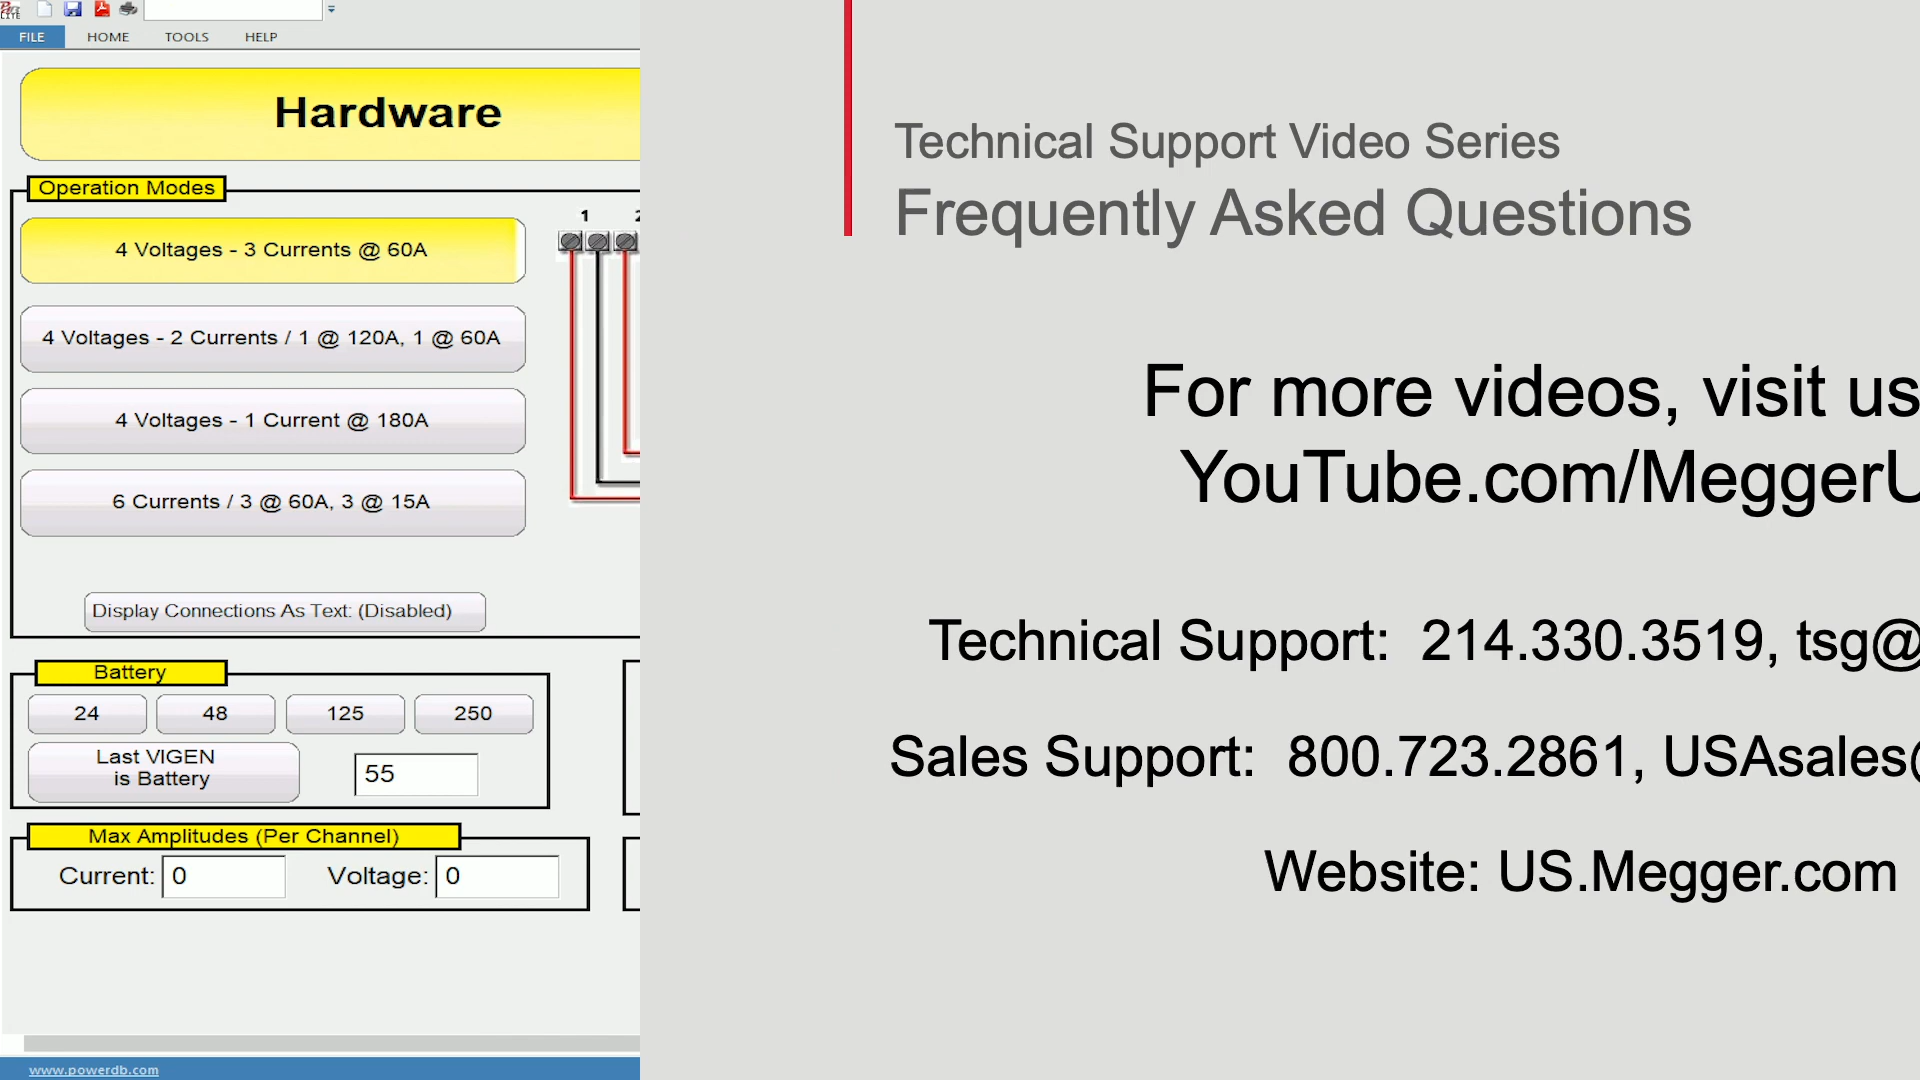 FILE HOME TOOLS HELP
Hardware
Operation Modes
4 Voltages - 3 Currents @ 60A
4 Voltages - 2 Currents / 1 @ 120A, 1 @ 60A
4 Voltages - 1 Current @ 180A
6 Currents / 3 @ 60A, 3 @ 15A
1
Display Connections As Text: (Disabled)
Battery
24 48 125 250
Last VIGEN
is Battery
55
Max Amplitudes (Per Channel)
Current: 0 Voltage: 0
www.powerdb.com
Technical Support Video Series
Frequently Asked Questions
For more videos, visit us
YouTube.com/MeggerU
Technical Support: 214.330.3519, tsg@
Sales Support: 800.723.2861, USAsales@
Website: US.Megger.com